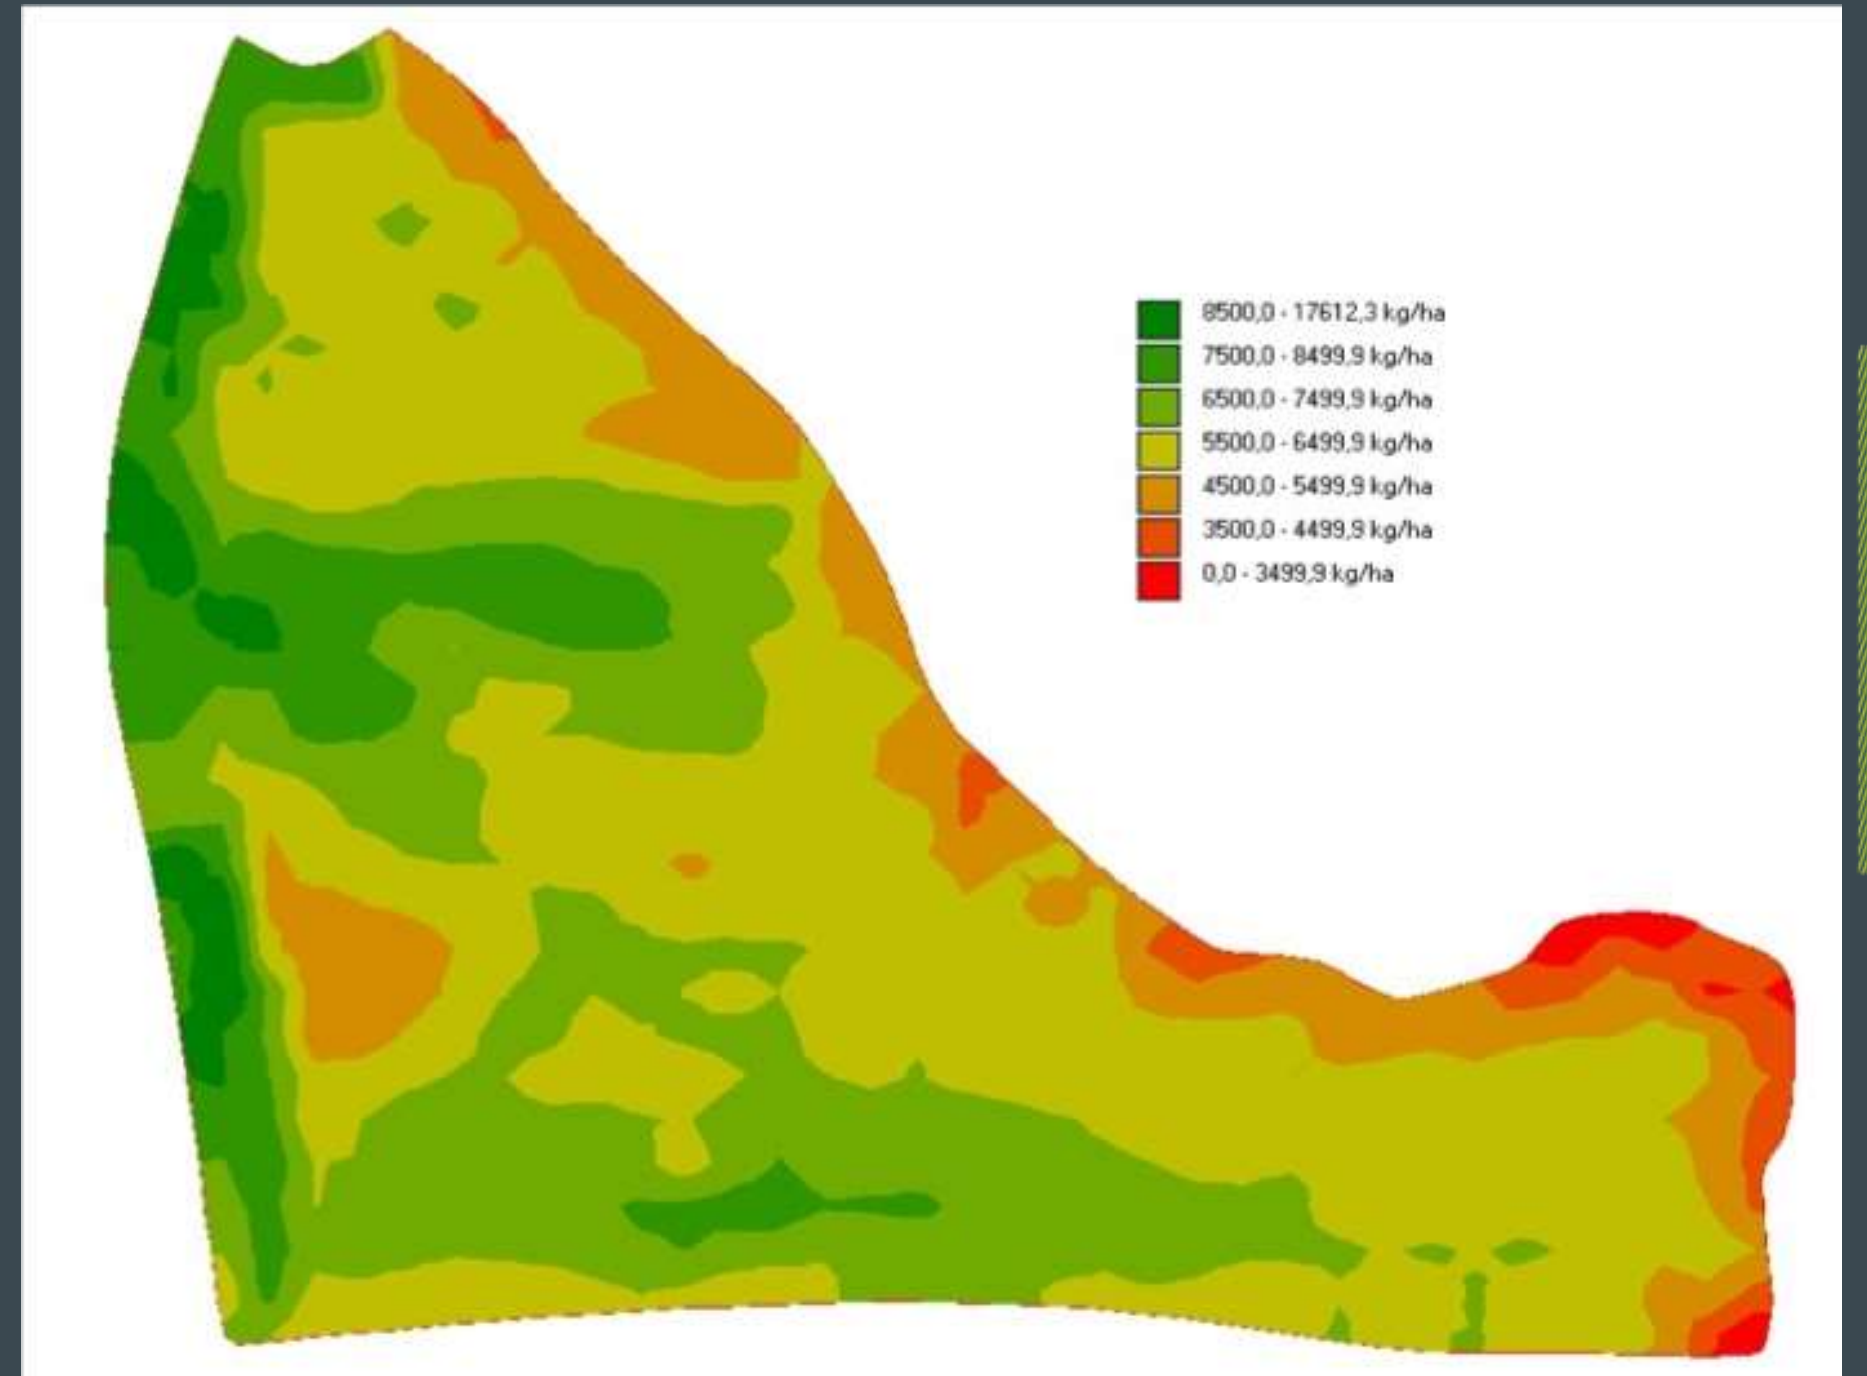 8500,0 - 17612,3 kg/ha
7500,0 - 8499,9 kg/ha
6500,0 - 7499,9 kg/ha
5500,0 - 6499,9 kg/ha
4500,0 - 5499,9 kg/ha
3500,0 - 4499,9 kg/ha
0,0 - 3499,9 kg/ha